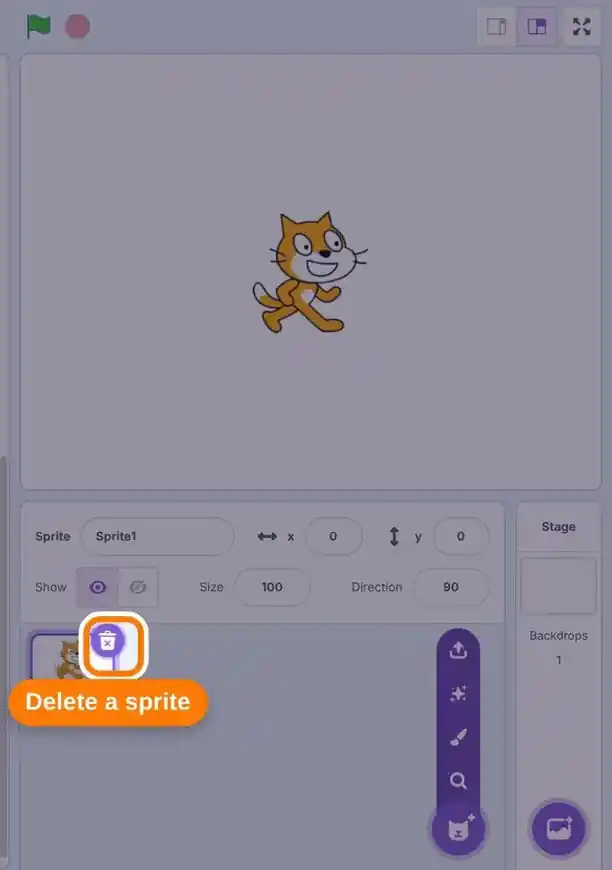 Sprite Sprite1 x 0 y 0
Show Size 100 Direction 90
Stage
Backdrops
1
Delete a sprite